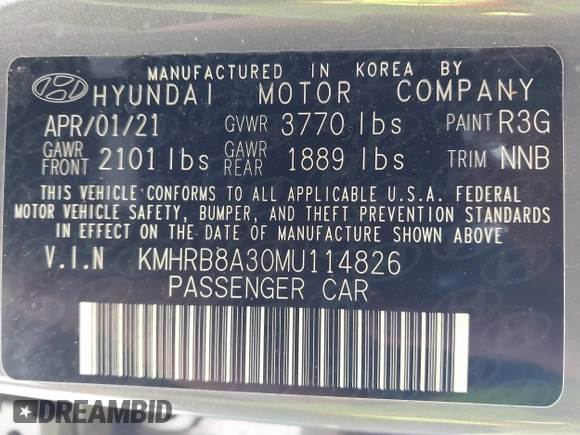 MANUFACTURED IN KOREA BY
HYUNDAI MOTOR COMPANY
APR/01/21 GVWR 3770 lbs PAINT R3G
GAWR FRONT 2101 lbs GAWR REAR 1889 lbs TRIM NNB
THIS VEHICLE CONFORMS TO ALL APPLICABLE U.S.A. FEDERAL
MOTOR VEHICLE SAFETY, BUMPER, AND THEFT PREVENTION STANDARDS
IN EFFECT ON THE DATE OF MANUFACTURE SHOWN ABOVE
V.I.N KMHRB8A30MU114826
PASSENGER CAR
DREAMBID